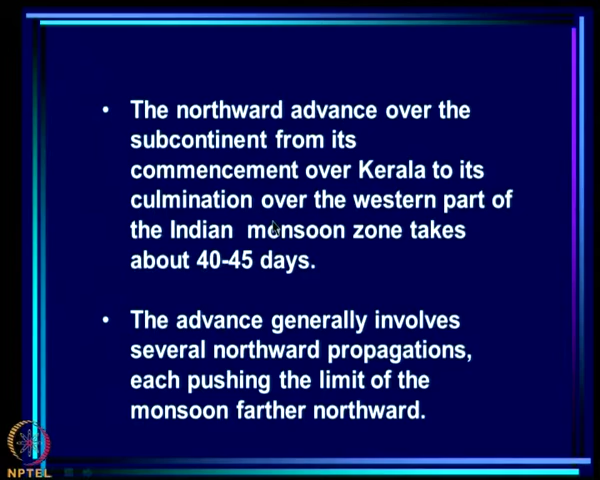 • The northward advance over the
subcontinent from its
commencement over Kerala to its
culmination over the western part of
the Indian monsoon zone takes
about 40-45 days.
• The advance generally involves
several northward propagations,
each pushing the limit of the
monsoon farther northward.
NPTEL